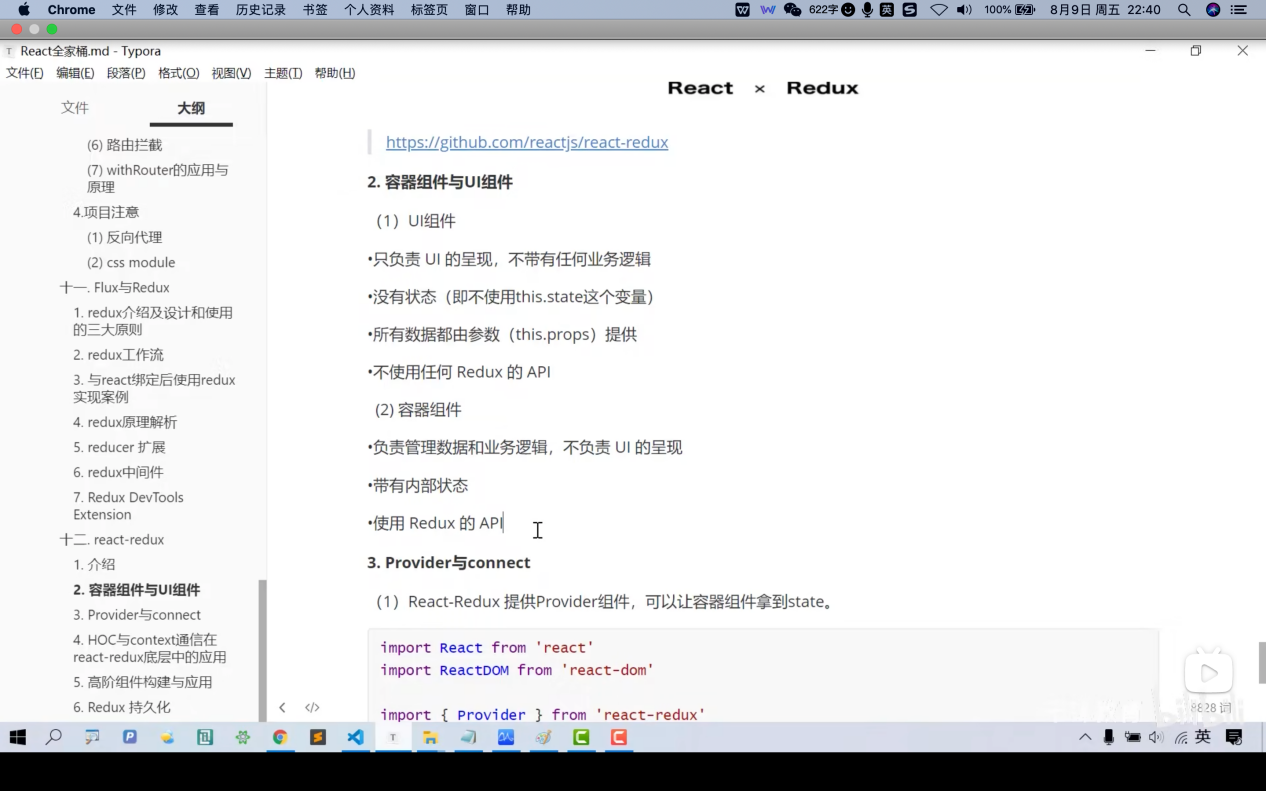 Chrome 文件 修改 查看 历史记录 书签 个人资料 标签页 窗口 帮助 622字 英 100% 8月9日 周五 22:40
React全家桶.md - Typora
文件(F) 编辑(E) 段落(P) 格式(O) 视图(V) 主题(T) 帮助(H)
文件 大纲
(6) 路由拦截
(7) withRouter的应用与
原理
4.项目注意
(1) 反向代理
(2) css module
十一. Flux与Redux
1. redux介绍及设计和使用
的三大原则
2. redux工作流
3. 与react绑定后使用redux
实现案例
4. redux原理解析
5. reducer 扩展
6. redux中间件
7. Redux DevTools
Extension
十二. react-redux
1. 介绍
2. 容器组件与UI组件
3. Provider与connect
4. HOC与context通信在
react-redux底层中的应用
5. 高阶组件构建与应用
6. Redux 持久化
React × Redux
https://github.com/reactjs/react-redux
2. 容器组件与UI组件
（1）UI组件
•只负责 UI 的呈现，不带有任何业务逻辑
•没有状态（即不使用this.state这个变量）
•所有数据都由参数（this.props）提供
•不使用任何 Redux 的 API
(2) 容器组件
•负责管理数据和业务逻辑，不负责 UI 的呈现
•带有内部状态
•使用 Redux 的 API
3. Provider与connect
（1）React-Redux 提供Provider组件，可以让容器组件拿到state。
import React from 'react'
import ReactDOM from 'react-dom'
import { Provider } from 'react-redux'
8828 词
bilibili
英